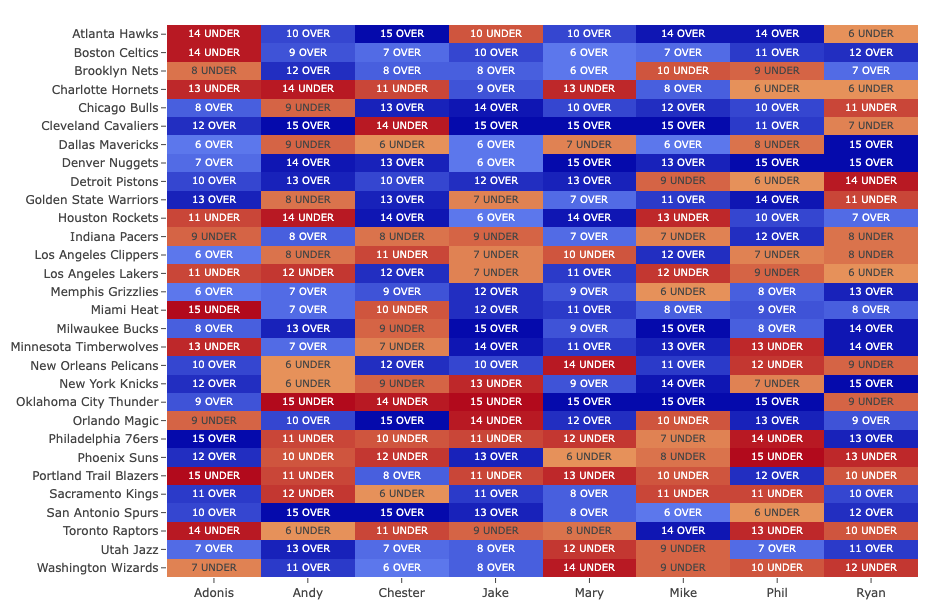 Atlanta Hawks 14 UNDER 10 OVER 15 OVER 10 UNDER 10 OVER 14 OVER 14 OVER 6 UNDER
Boston Celtics 14 UNDER 9 OVER 7 OVER 10 OVER 6 OVER 7 OVER 11 OVER 12 OVER
Brooklyn Nets 8 UNDER 12 OVER 8 OVER 8 OVER 6 OVER 10 UNDER 9 UNDER 7 OVER
Charlotte Hornets 13 UNDER 14 UNDER 11 UNDER 9 OVER 13 UNDER 8 OVER 6 UNDER 6 UNDER
Chicago Bulls 8 OVER 9 UNDER 13 OVER 14 OVER 10 OVER 12 OVER 10 OVER 11 UNDER
Cleveland Cavaliers 12 OVER 15 OVER 14 UNDER 15 OVER 15 OVER 15 OVER 11 OVER 7 UNDER
Dallas Mavericks 6 OVER 9 UNDER 6 UNDER 6 OVER 7 UNDER 6 OVER 8 UNDER 15 OVER
Denver Nuggets 7 OVER 14 OVER 13 OVER 6 OVER 15 OVER 13 OVER 15 OVER 15 OVER
Detroit Pistons 10 OVER 13 OVER 10 OVER 12 OVER 13 OVER 9 UNDER 6 UNDER 14 UNDER
Golden State Warriors 13 OVER 8 UNDER 13 OVER 7 UNDER 7 OVER 11 OVER 14 OVER 11 UNDER
Houston Rockets 11 UNDER 14 UNDER 14 OVER 6 OVER 14 OVER 13 UNDER 10 OVER 7 OVER
Indiana Pacers 9 UNDER 8 OVER 8 UNDER 9 UNDER 7 OVER 7 UNDER 12 OVER 8 UNDER
Los Angeles Clippers 6 OVER 8 UNDER 11 UNDER 7 UNDER 10 UNDER 12 OVER 7 UNDER 8 UNDER
Los Angeles Lakers 11 UNDER 12 UNDER 12 OVER 7 UNDER 11 OVER 12 UNDER 9 UNDER 6 UNDER
Memphis Grizzlies 6 OVER 7 OVER 9 OVER 12 OVER 9 OVER 6 UNDER 8 OVER 13 OVER
Miami Heat 15 UNDER 7 OVER 10 UNDER 12 OVER 11 OVER 8 OVER 9 OVER 8 OVER
Milwaukee Bucks 8 OVER 13 OVER 9 UNDER 15 OVER 9 OVER 15 OVER 8 OVER 14 OVER
Minnesota Timberwolves 13 UNDER 7 OVER 7 UNDER 14 OVER 11 OVER 13 OVER 13 UNDER 14 OVER
New Orleans Pelicans 10 OVER 6 UNDER 12 OVER 10 OVER 14 UNDER 11 OVER 12 UNDER 9 UNDER
New York Knicks 12 OVER 6 UNDER 9 UNDER 13 UNDER 9 OVER 14 OVER 7 UNDER 15 OVER
Oklahoma City Thunder 9 OVER 15 UNDER 14 UNDER 15 UNDER 15 OVER 15 OVER 15 OVER 9 UNDER
Orlando Magic 9 UNDER 10 OVER 15 OVER 14 UNDER 12 OVER 10 UNDER 13 OVER 9 OVER
Philadelphia 76ers 15 OVER 11 UNDER 10 UNDER 11 UNDER 12 UNDER 7 UNDER 14 UNDER 13 OVER
Phoenix Suns 12 OVER 10 UNDER 12 UNDER 13 OVER 6 UNDER 8 UNDER 15 UNDER 13 UNDER
Portland Trail Blazers 15 UNDER 11 UNDER 8 OVER 11 UNDER 13 UNDER 10 UNDER 12 OVER 10 UNDER
Sacramento Kings 11 OVER 12 UNDER 6 UNDER 11 OVER 8 OVER 11 UNDER 11 UNDER 10 OVER
San Antonio Spurs 10 OVER 15 OVER 15 OVER 13 OVER 8 OVER 6 OVER 6 UNDER 12 OVER
Toronto Raptors 14 UNDER 6 UNDER 11 UNDER 9 UNDER 8 UNDER 14 OVER 13 UNDER 10 UNDER
Utah Jazz 7 OVER 13 OVER 7 OVER 8 OVER 12 UNDER 9 UNDER 7 OVER 11 OVER
Washington Wizards 7 UNDER 11 OVER 6 OVER 8 OVER 14 UNDER 9 UNDER 10 UNDER 12 UNDER
Adonis Andy Chester Jake Mary Mike Phil Ryan